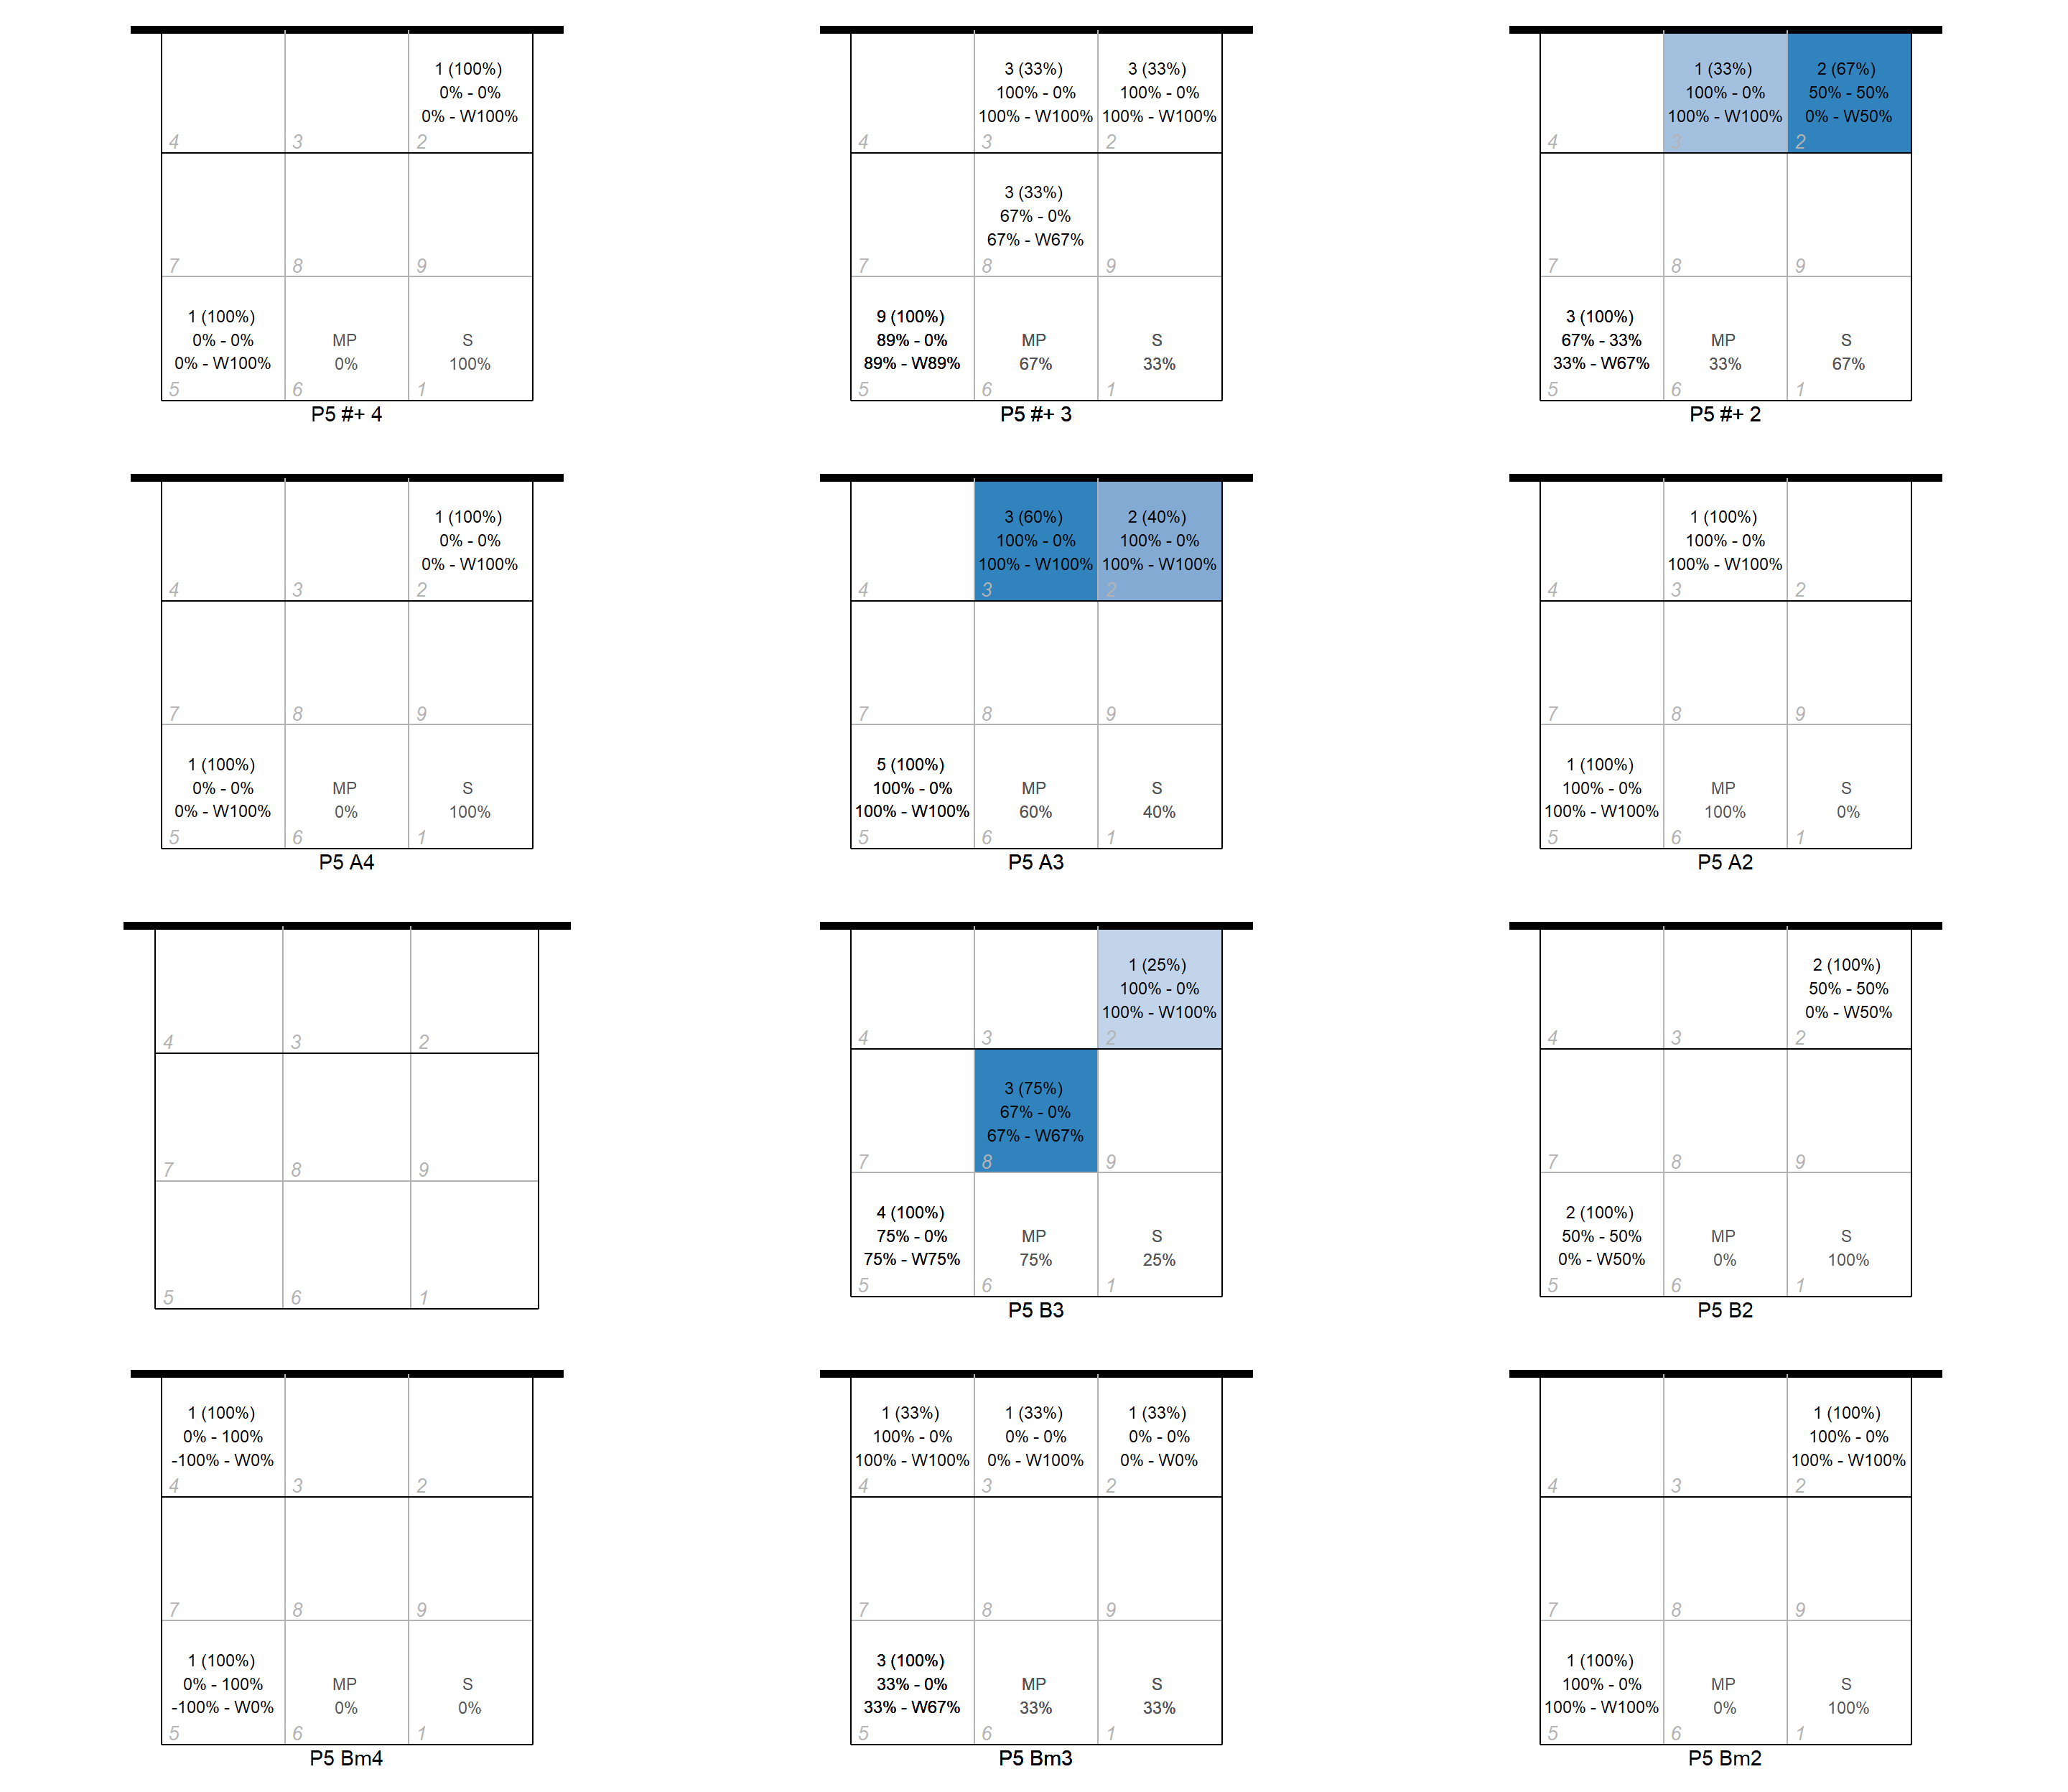 1 (100%)
0% - 0%
0% - W100%
4 3 2
7 8 9
1 (100%)
0% - 0%
0% - W100%
MP
0%
S
100%
5 6 1
P5 #+ 4
3 (33%)
100% - 0%
100% - W100%
3 (33%)
100% - 0%
100% - W100%
4 3 2
3 (33%)
67% - 0%
67% - W67%
7 8 9
9 (100%)
89% - 0%
89% - W89%
MP
67%
S
33%
5 6 1
P5 #+ 3
1 (33%)
100% - 0%
100% - W100%
2 (67%)
50% - 50%
0% - W50%
4 3 2
7 8 9
3 (100%)
67% - 33%
33% - W67%
MP
33%
S
67%
5 6 1
P5 #+ 2
1 (100%)
0% - 0%
0% - W100%
4 3 2
7 8 9
1 (100%)
0% - 0%
0% - W100%
MP
0%
S
100%
5 6 1
P5 A4
3 (60%)
100% - 0%
100% - W100%
2 (40%)
100% - 0%
100% - W100%
4 3 2
7 8 9
5 (100%)
100% - 0%
100% - W100%
MP
60%
S
40%
5 6 1
P5 A3
1 (100%)
100% - 0%
100% - W100%
4 3 2
7 8 9
1 (100%)
100% - 0%
100% - W100%
MP
100%
S
0%
5 6 1
P5 A2
4 3 2
7 8 9
5 6 1
1 (25%)
100% - 0%
100% - W100%
4 3 2
3 (75%)
67% - 0%
67% - W67%
7 8 9
4 (100%)
75% - 0%
75% - W75%
MP
75%
S
25%
5 6 1
P5 B3
2 (100%)
50% - 50%
0% - W50%
4 3 2
7 8 9
2 (100%)
50% - 50%
0% - W50%
MP
0%
S
100%
5 6 1
P5 B2
1 (100%)
0% - 100%
-100% - W0%
4 3 2
7 8 9
1 (100%)
0% - 100%
-100% - W0%
MP
0%
S
0%
5 6 1
P5 Bm4
1 (33%)
100% - 0%
100% - W100%
1 (33%)
0% - 0%
0% - W100%
1 (33%)
0% - 0%
0% - W0%
4 3 2
7 8 9
3 (100%)
33% - 0%
33% - W67%
MP
33%
S
33%
5 6 1
P5 Bm3
1 (100%)
100% - 0%
100% - W100%
4 3 2
7 8 9
1 (100%)
100% - 0%
100% - W100%
MP
0%
S
100%
5 6 1
P5 Bm2